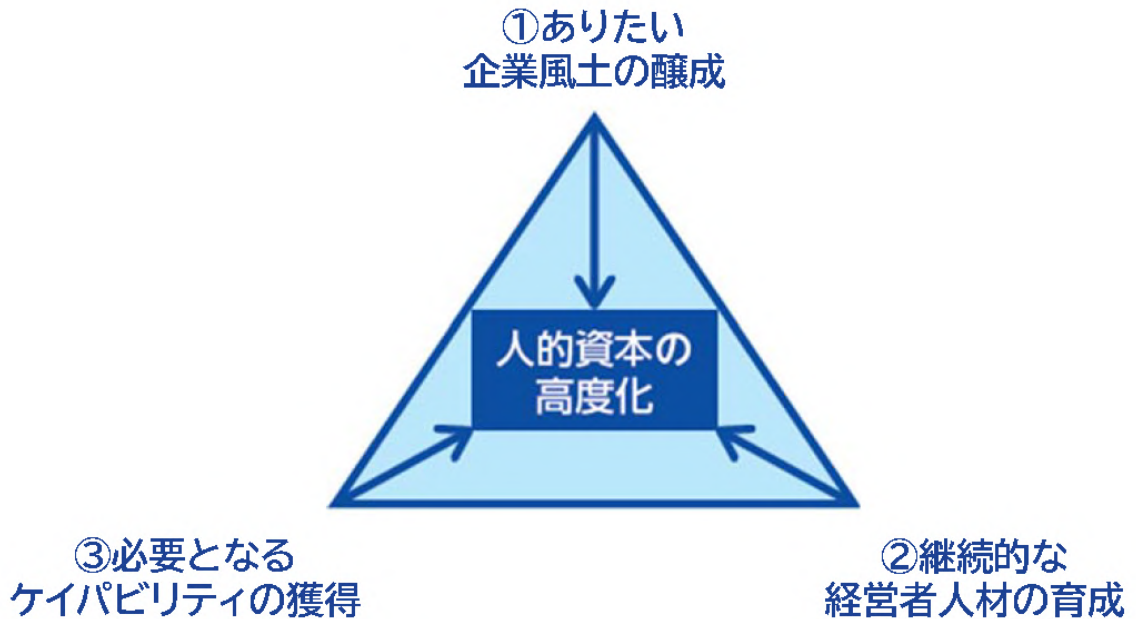 ①ありたい
企業風土の醸成
人的資本の
高度化
③必要となる
ケイパビリティの獲得
②継続的な
経営者人材の育成